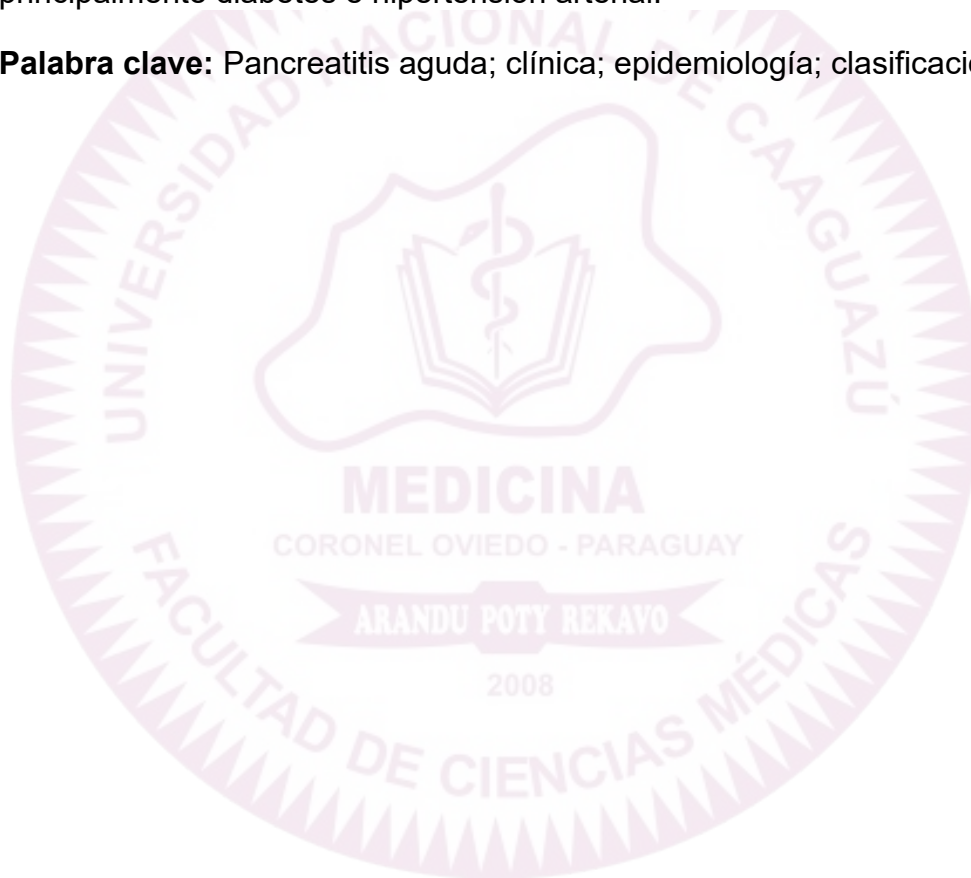 principalmente diabetes e hipertensión arterial.
Palabra clave: Pancreatitis aguda; clínica; epidemiología;
UNIVERSIDAD NACIONAL DE CAAGUAZÚ
MEDICINA
CORONEL OVIEDO - PARAGUAY
ARANDU POTY REKAVO
2008
FACULTAD DE CIENCIAS MÉDICAS